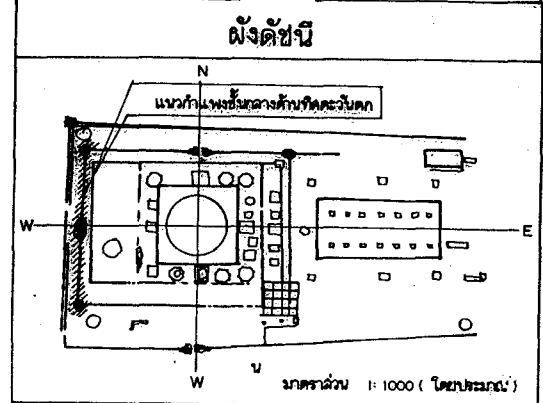 ผังดัชนี
N
แนวกำแพงชั้นกลางด้านทิศตะวันตก
W
E
W
น
มาตราส่วน 1:1000 ( โดยประมาณ )